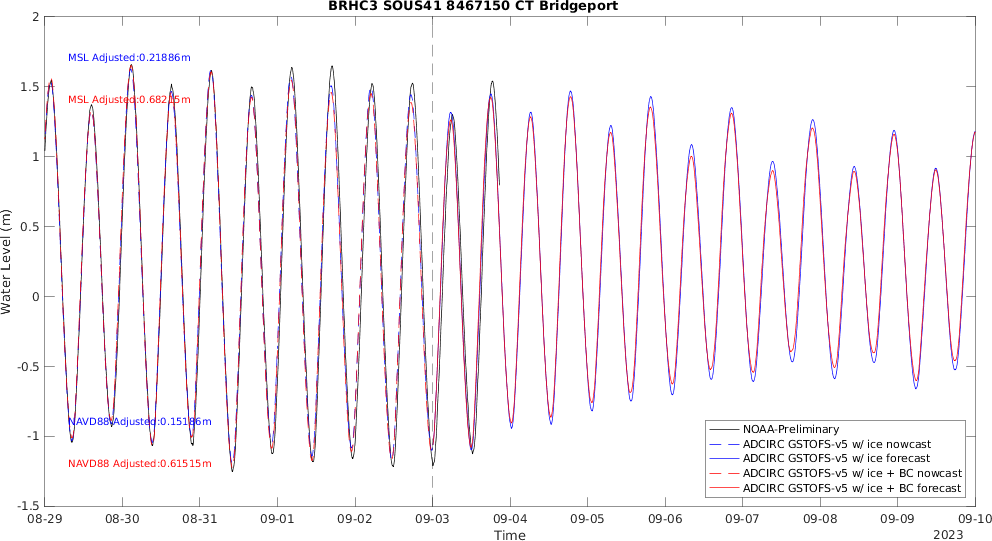 BRHC3 SOUS41 8467150 CT Bridgeport
2
MSL Adjusted:0.21886m
1.5
MSL Adjusted:0.68215m
1
0.5
Water Level (m)
0
-0.5
NAVD88 Adjusted:0.15186m
-1
NAVD88 Adjusted:0.61515m
-1.5
NOAA-Preliminary
ADCIRC GSTOFS-v5 w/ ice nowcast
ADCIRC GSTOFS-v5 w/ ice forecast
ADCIRC GSTOFS-v5 w/ ice + BC nowcast
ADCIRC GSTOFS-v5 w/ ice + BC forecast
08-29 08-30 08-31 09-01 09-02 09-03 09-04 09-05 09-06 09-07 09-08 09-09 09-10
Time
2023